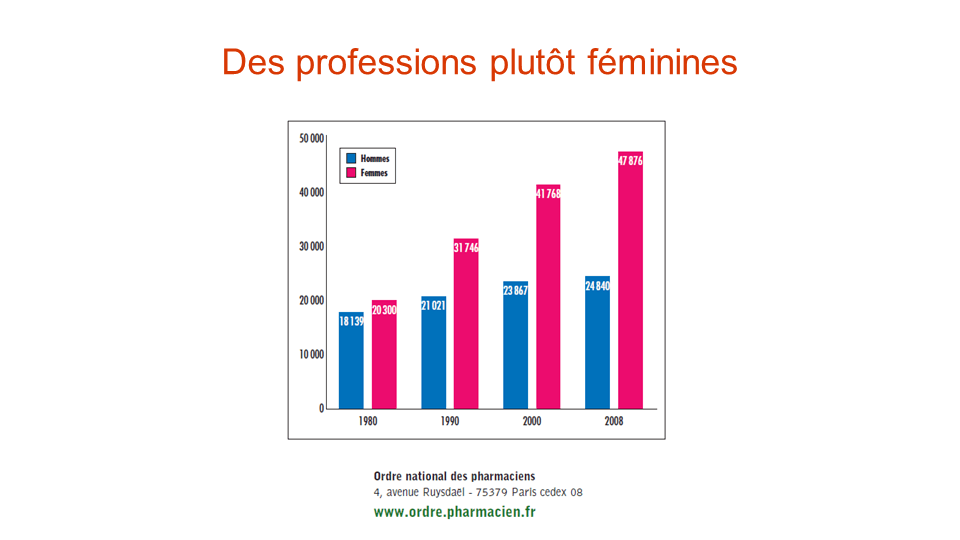 Des professions plutôt féminines
50 000
Hommes
Femmes
47 876
40 000
41 768
30 000
31 746
24 840
23 867
20 000
20 300
21 021
18 139
10 000
0
1980 1990 2000 2008
Ordre national des pharmaciens
4, avenue Ruysdaël - 75379 Paris cedex 08
www.ordre.pharmacien.fr